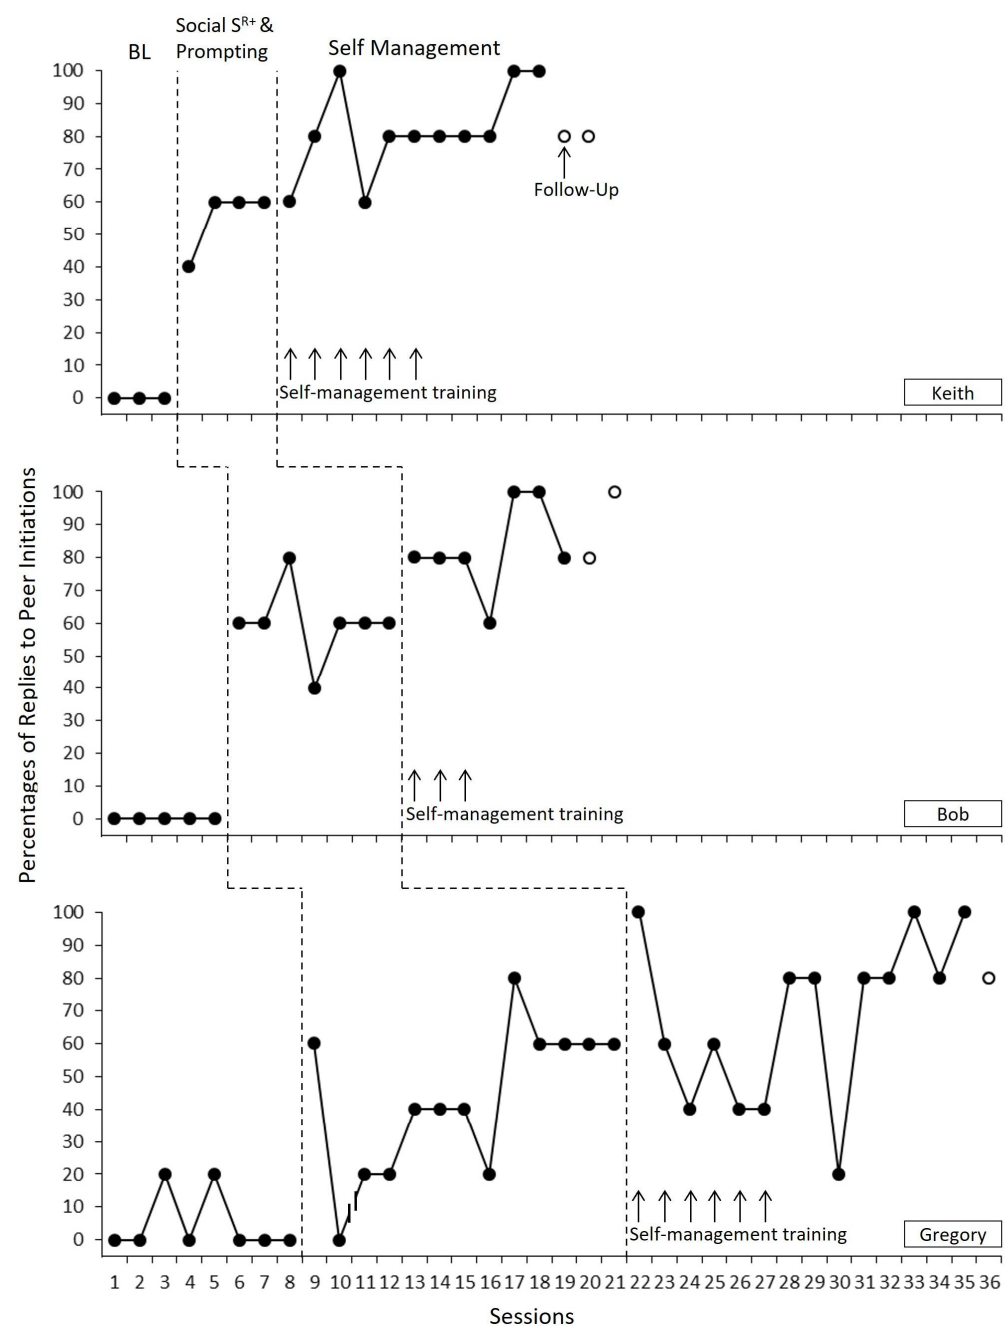 BL
Social Sᴿ⁺ &
Prompting
Self Management
100
90
80
70
60
50
40
30
20
10
0
Follow-Up
Self-management training
Keith
Percentages of Replies to Peer Initiations
100
90
80
70
60
50
40
30
20
10
0
Self-management training
Bob
100
90
80
70
60
50
40
30
20
10
0
Self-management training
Gregory
1 2 3 4 5 6 7 8 9 10 11 12 13 14 15 16 17 18 19 20 21 22 23 24 25 26 27 28 29 30 31 32 33 34 35 36
Sessions